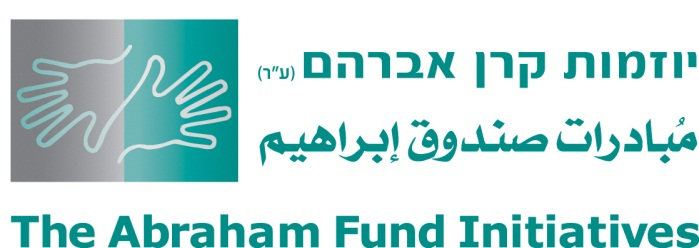 יוזמות קרן אברהם (ע"ר)
مُبادرات صندوق إبراهيم
The Abraham Fund Initiatives